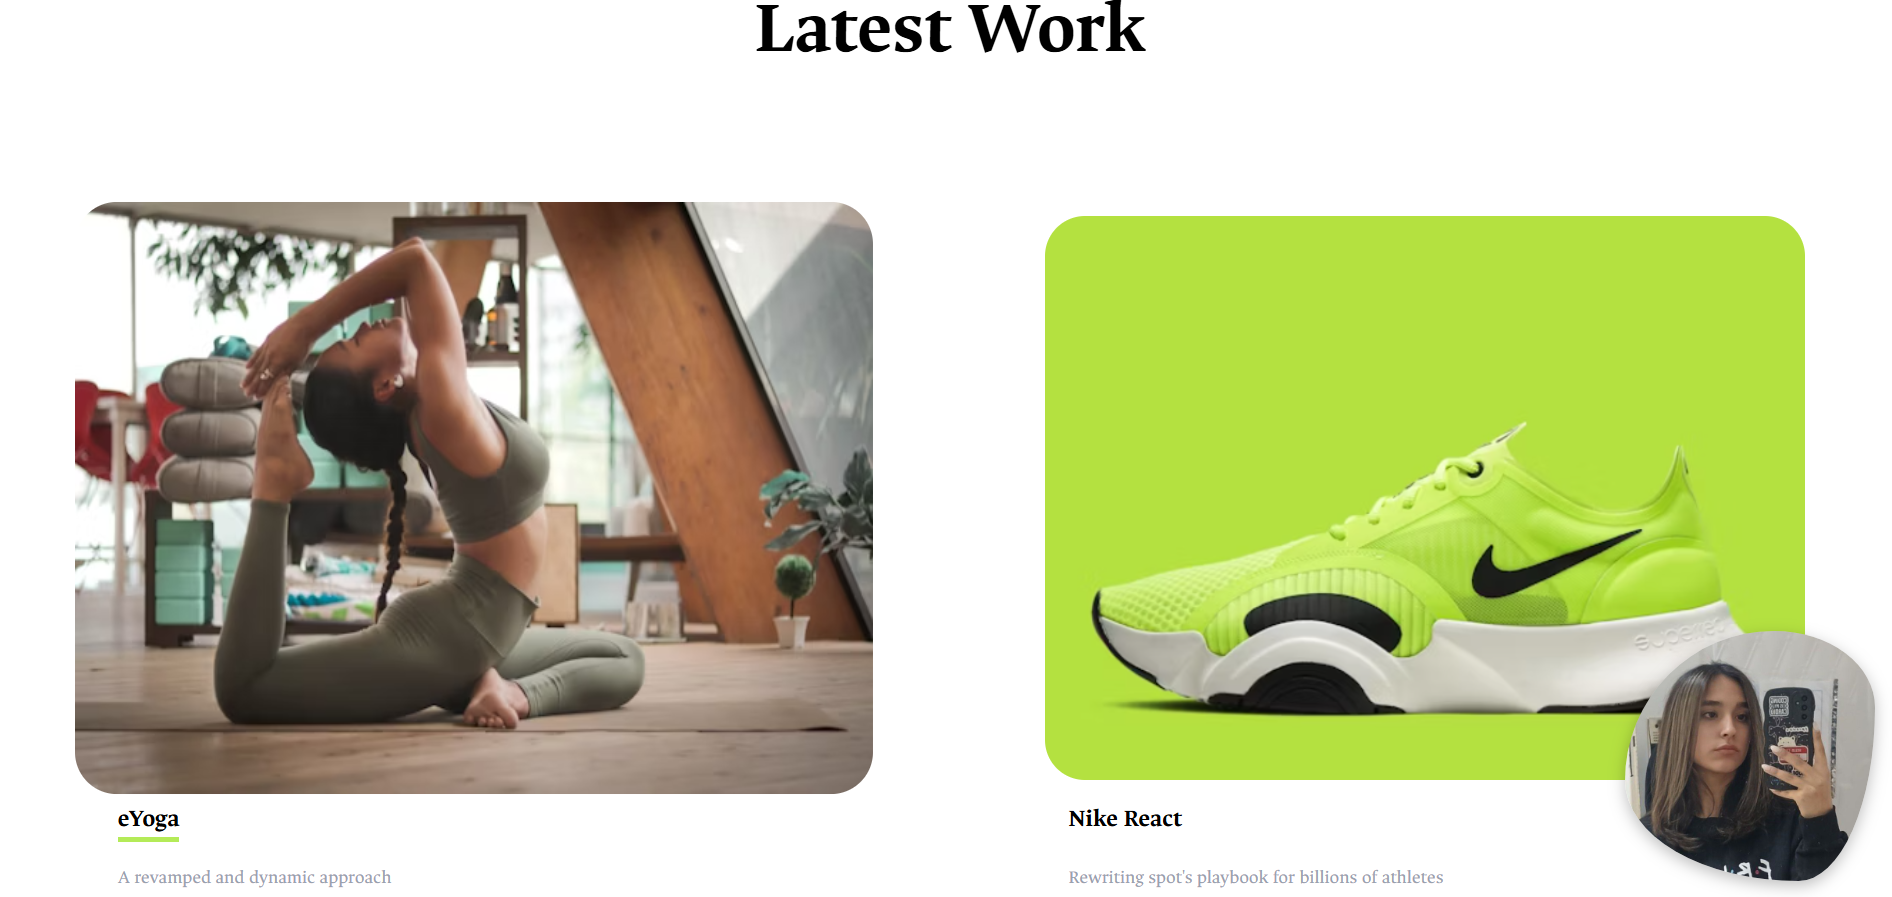 Latest Work
eYoga
A revamped and dynamic approach
Nike React
Rewriting spot's playbook for billions of athletes